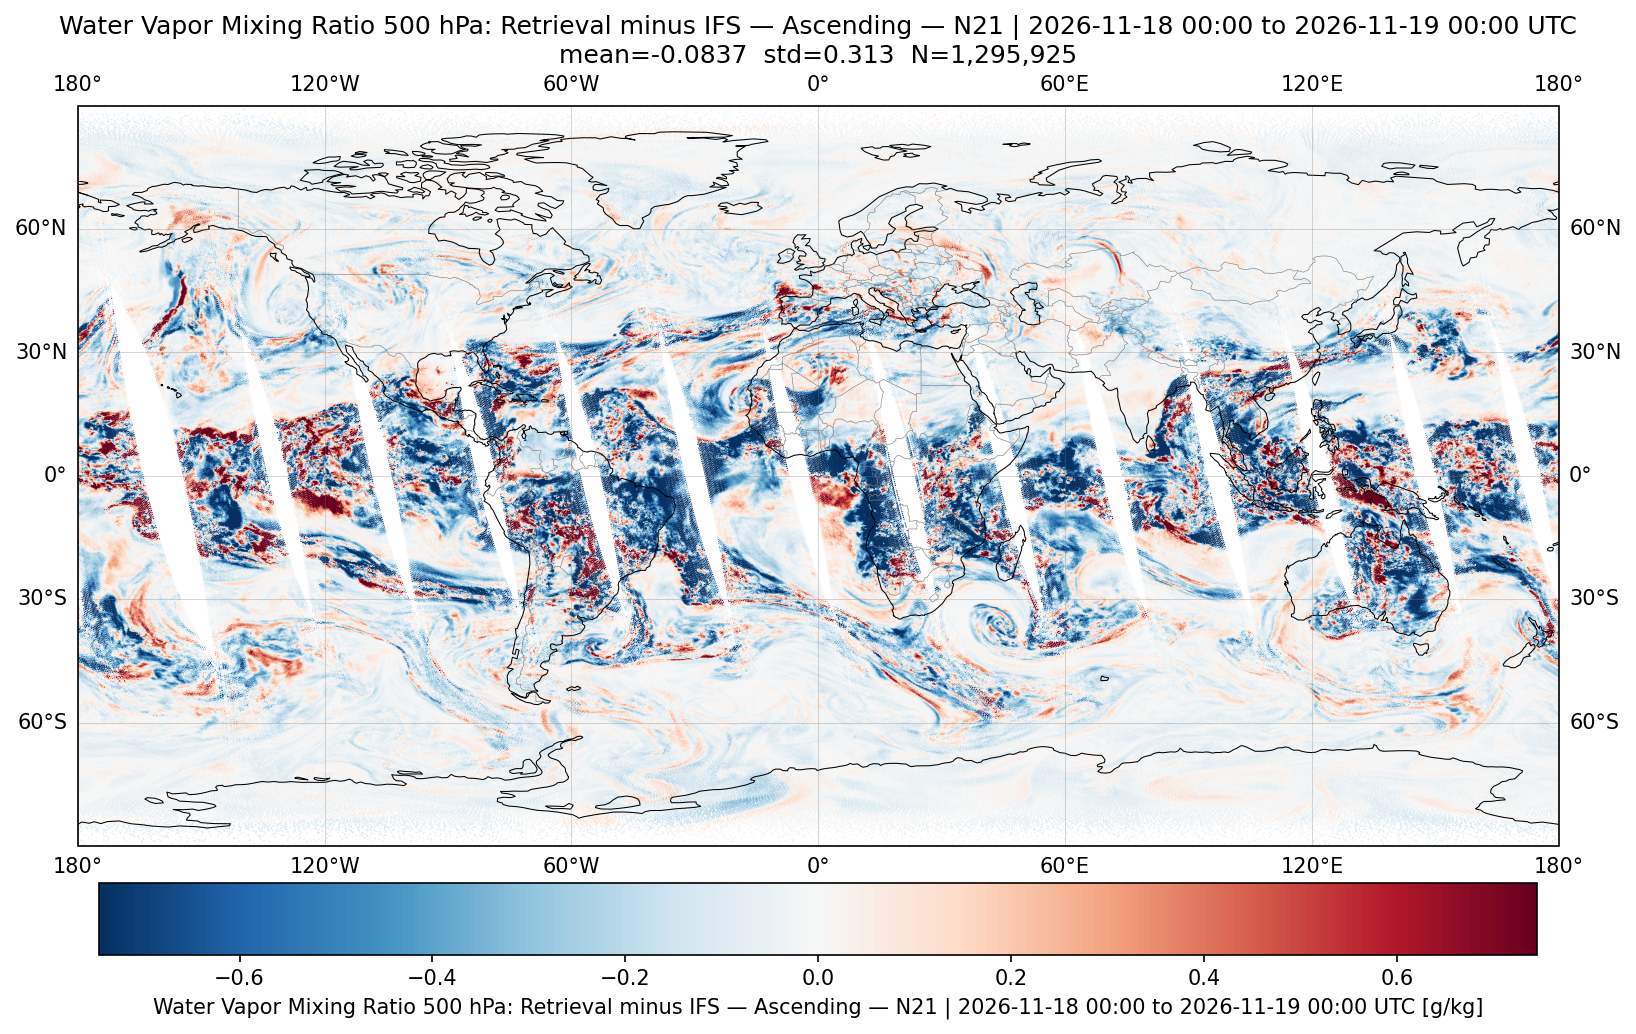 Water Vapor Mixing Ratio 500 hPa: Retrieval minus IFS — Ascending — N21 | 2026-11-18 00:00 to 2026-11-19 00:00 UTC
mean=-0.0837 std=0.313 N=1,295,925
180° 120°W 60°W 0° 60°E 120°E 180°
60°N 60°N
30°N 30°N
0° 0°
30°S 30°S
60°S 60°S
180° 120°W 60°W 0° 60°E 120°E 180°
−0.6 −0.4 −0.2 0.0 0.2 0.4 0.6
Water Vapor Mixing Ratio 500 hPa: Retrieval minus IFS — Ascending — N21 | 2026-11-18 00:00 to 2026-11-19 00:00 UTC [g/kg]